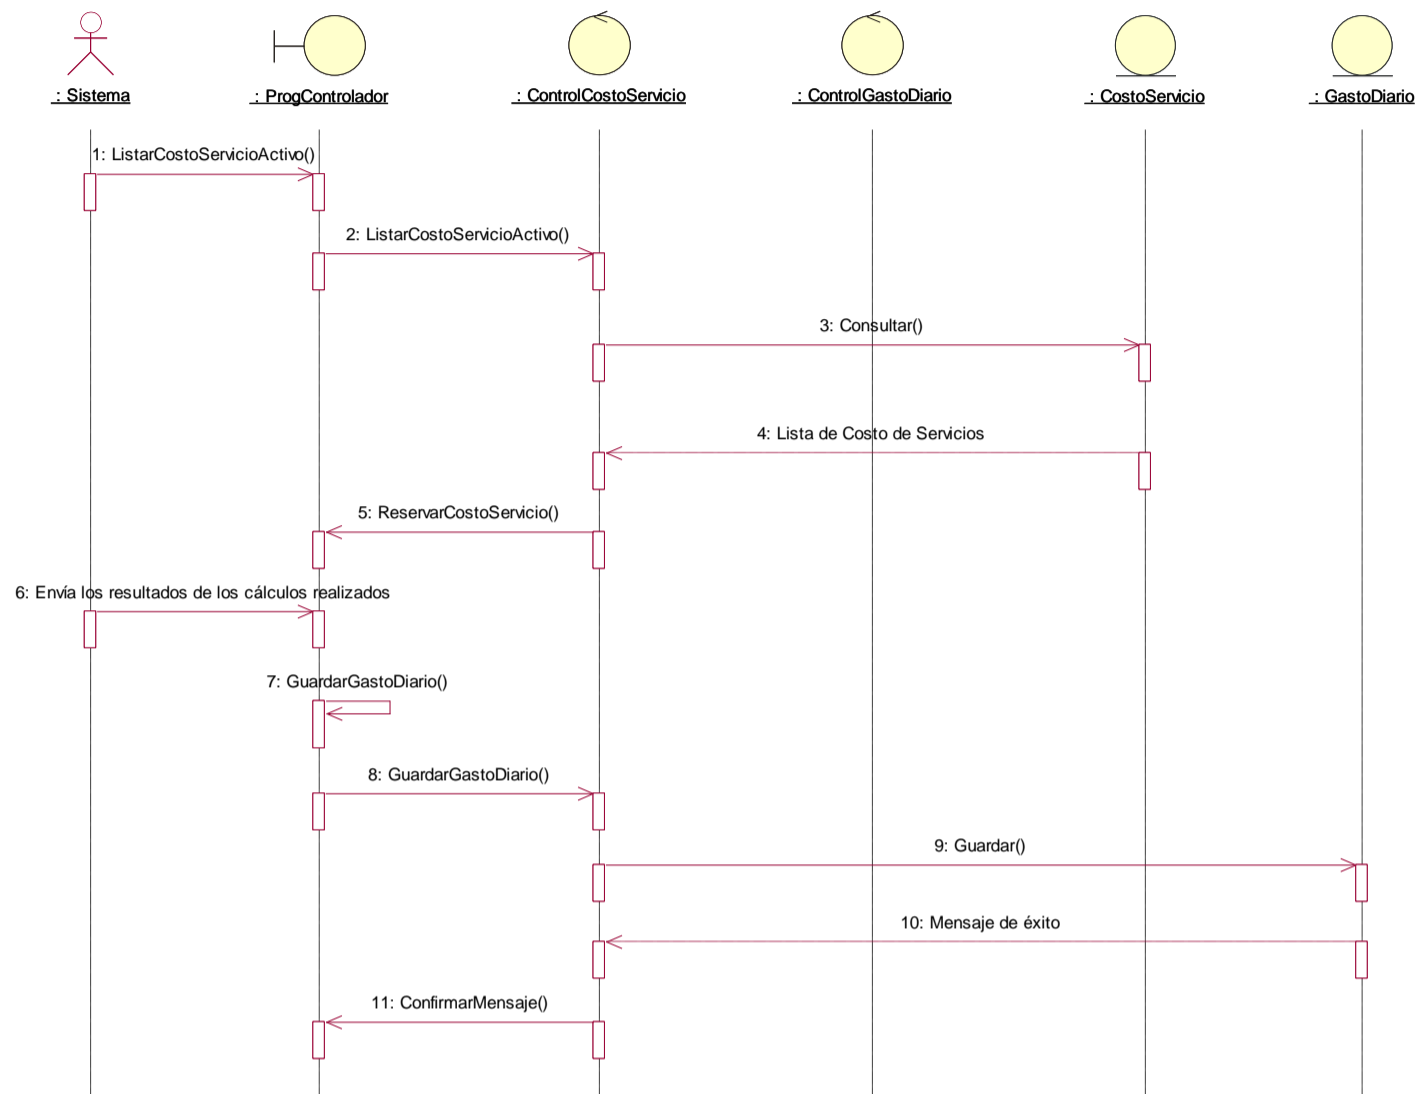 : Sistema
: ProgControlador
: ControlCostoServicio
: ControlGastoDiario
: CostoServicio
: GastoDiario
1: ListarCostoServicioActivo()
2: ListarCostoServicioActivo()
3: Consultar()
4: Lista de Costo de Servicios
5: ReservarCostoServicio()
6: Envía los resultados de los cálculos realizados
7: GuardarGastoDiario()
8: GuardarGastoDiario()
9: Guardar()
10: Mensaje de éxito
11: ConfirmarMensaje()